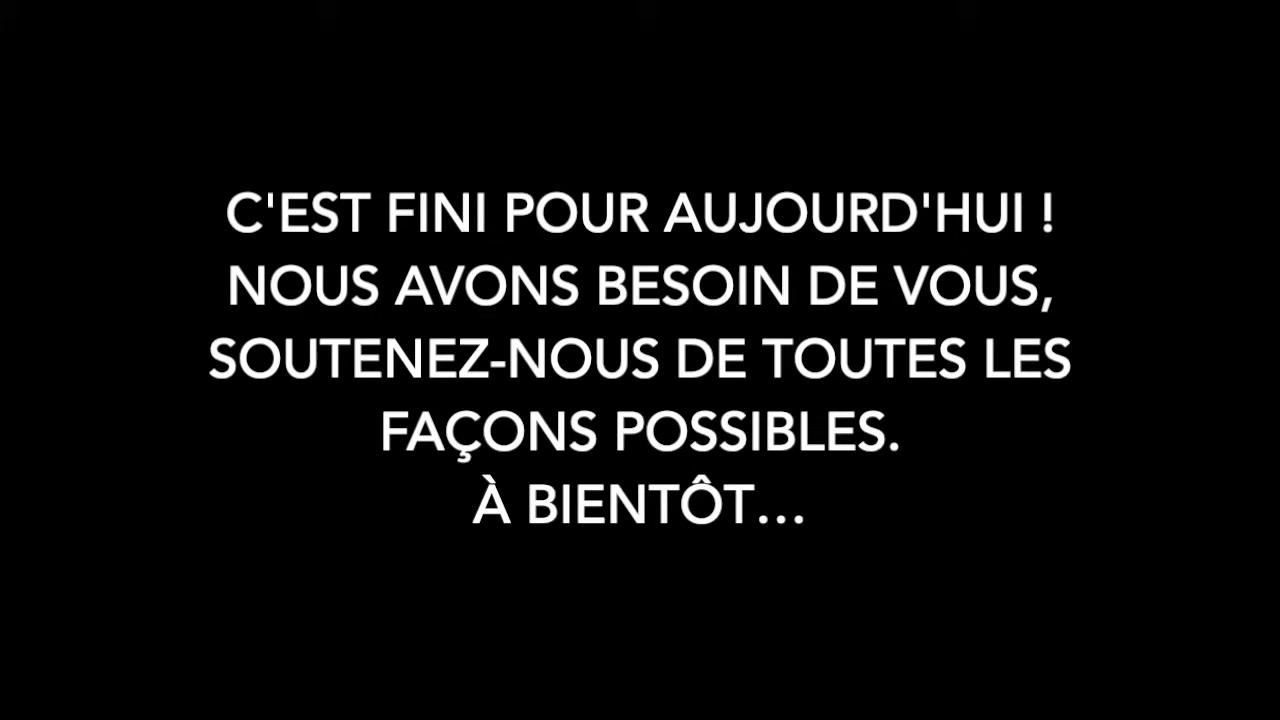 C'EST FINI POUR AUJOURD'HUI !
NOUS AVONS BESOIN DE VOUS,
SOUTENEZ-NOUS DE TOUTES LES
FAÇONS POSSIBLES.
À BIENTÔT...